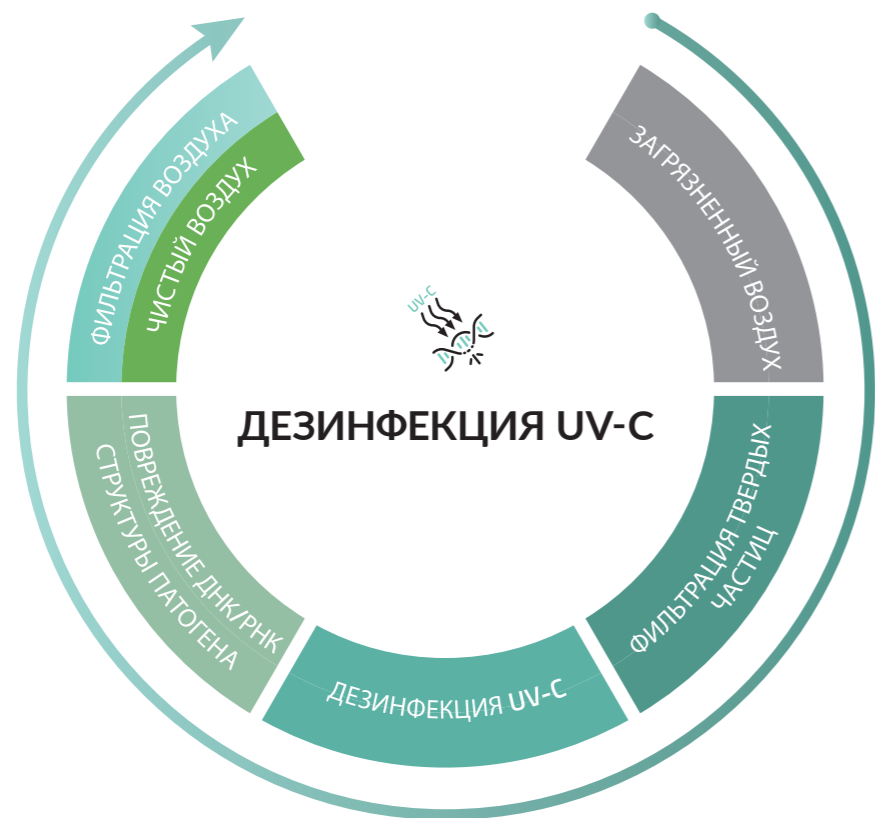 ЗАГРЯЗНЕННЫЙ ВОЗДУХ
ФИЛЬТРАЦИЯ ТВЕРДЫХ
ЧАСТИЦ
ДЕЗИНФЕКЦИЯ UV-C
ПОВРЕЖДЕНИЕ ДНК/РНК
СТРУКТУРЫ ПАТОГЕНА
ФИЛЬТРАЦИЯ ВОЗДУХА
ЧИСТЫЙ ВОЗДУХ
UV-C
ДЕЗИНФЕКЦИЯ UV-C